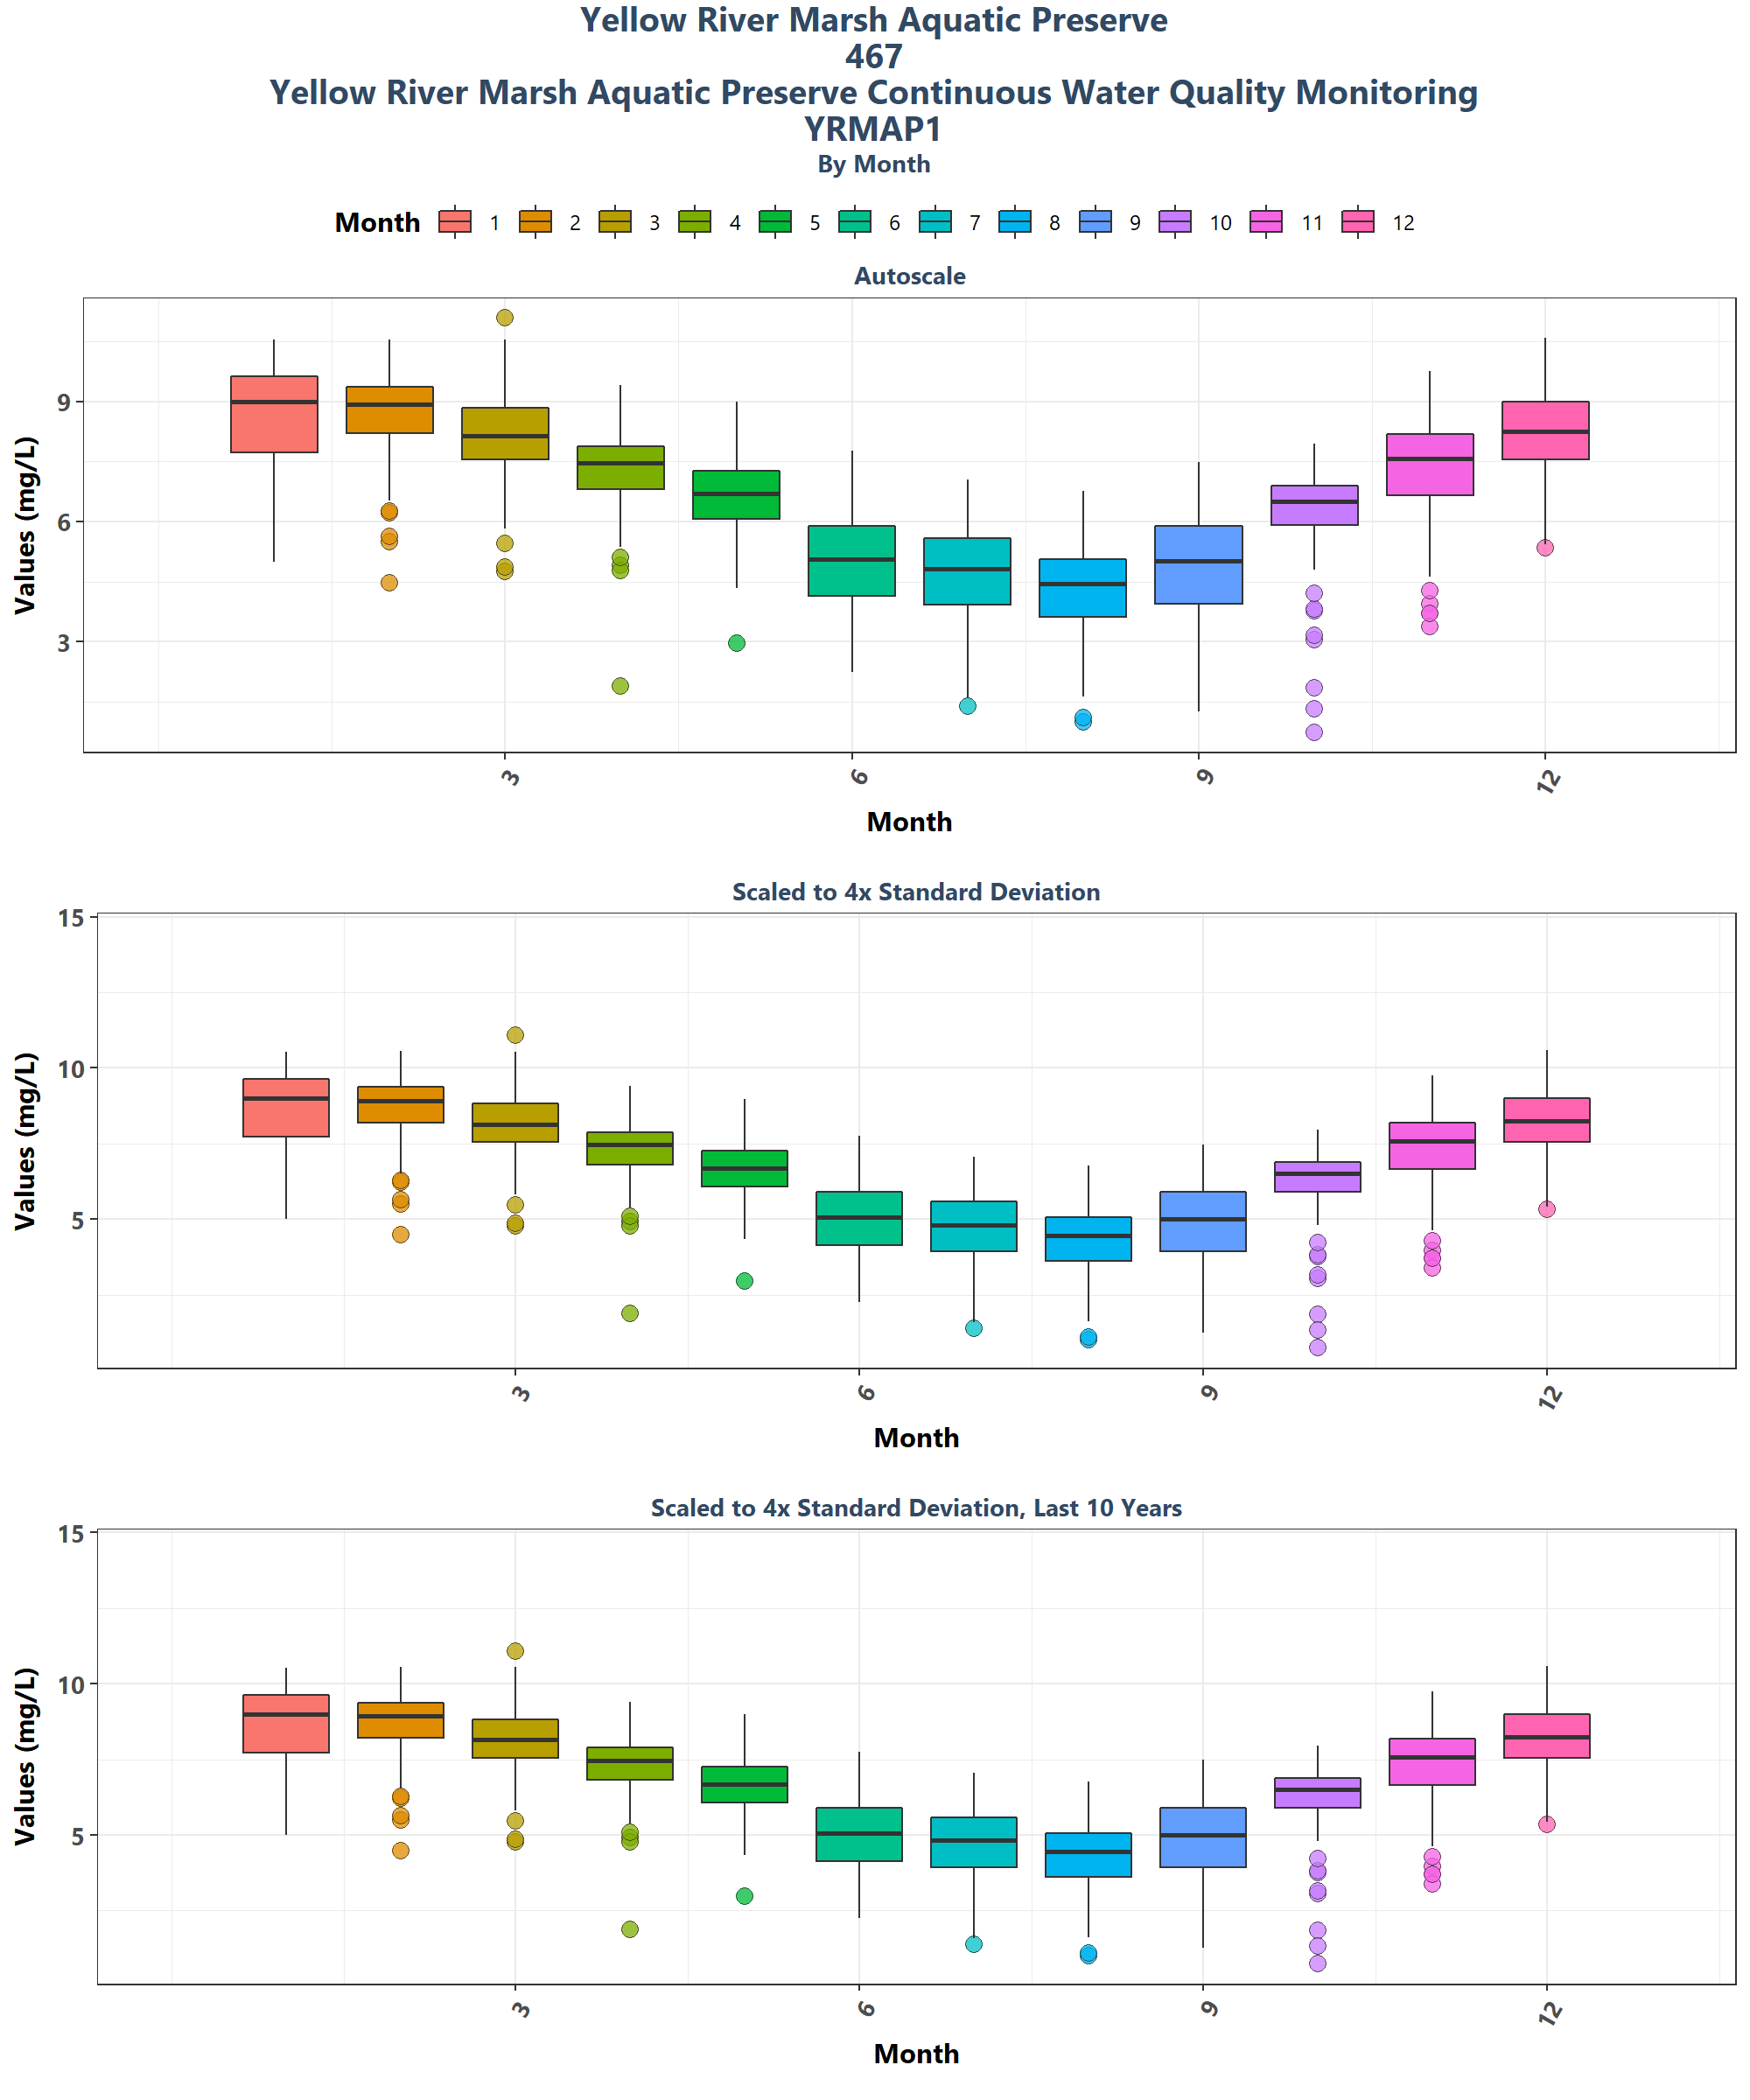 Yellow River Marsh Aquatic Preserve
467
Yellow River Marsh Aquatic Preserve Continuous Water Quality Monitoring
YRMAP1
By Month
Month 1 2 3 4 5 6 7 8 9 10 11 12
Autoscale
Values (mg/L)
9
6
3
3 6 9 12
Month
Scaled to 4x Standard Deviation
Values (mg/L)
15
10
5
3 6 9 12
Month
Scaled to 4x Standard Deviation, Last 10 Years
Values (mg/L)
15
10
5
3 6 9 12
Month